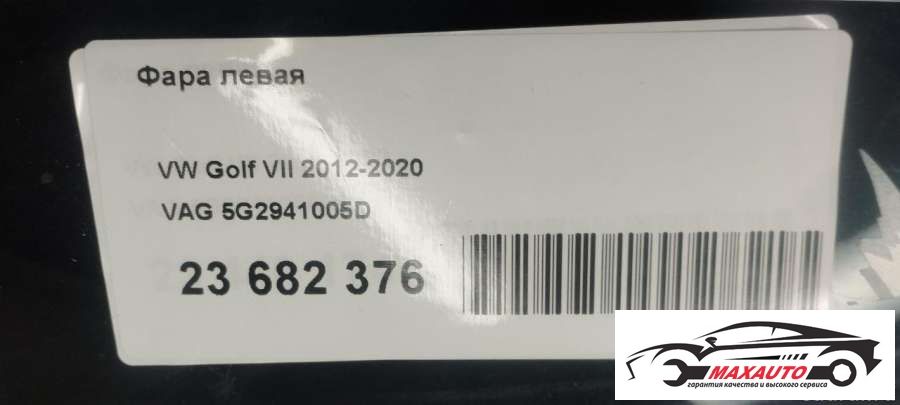 Фара левая
VW Golf VII 2012-2020
VAG 5G2941005D
23 682 376
MAXAUTO
гарантия качества и высокого сервиса